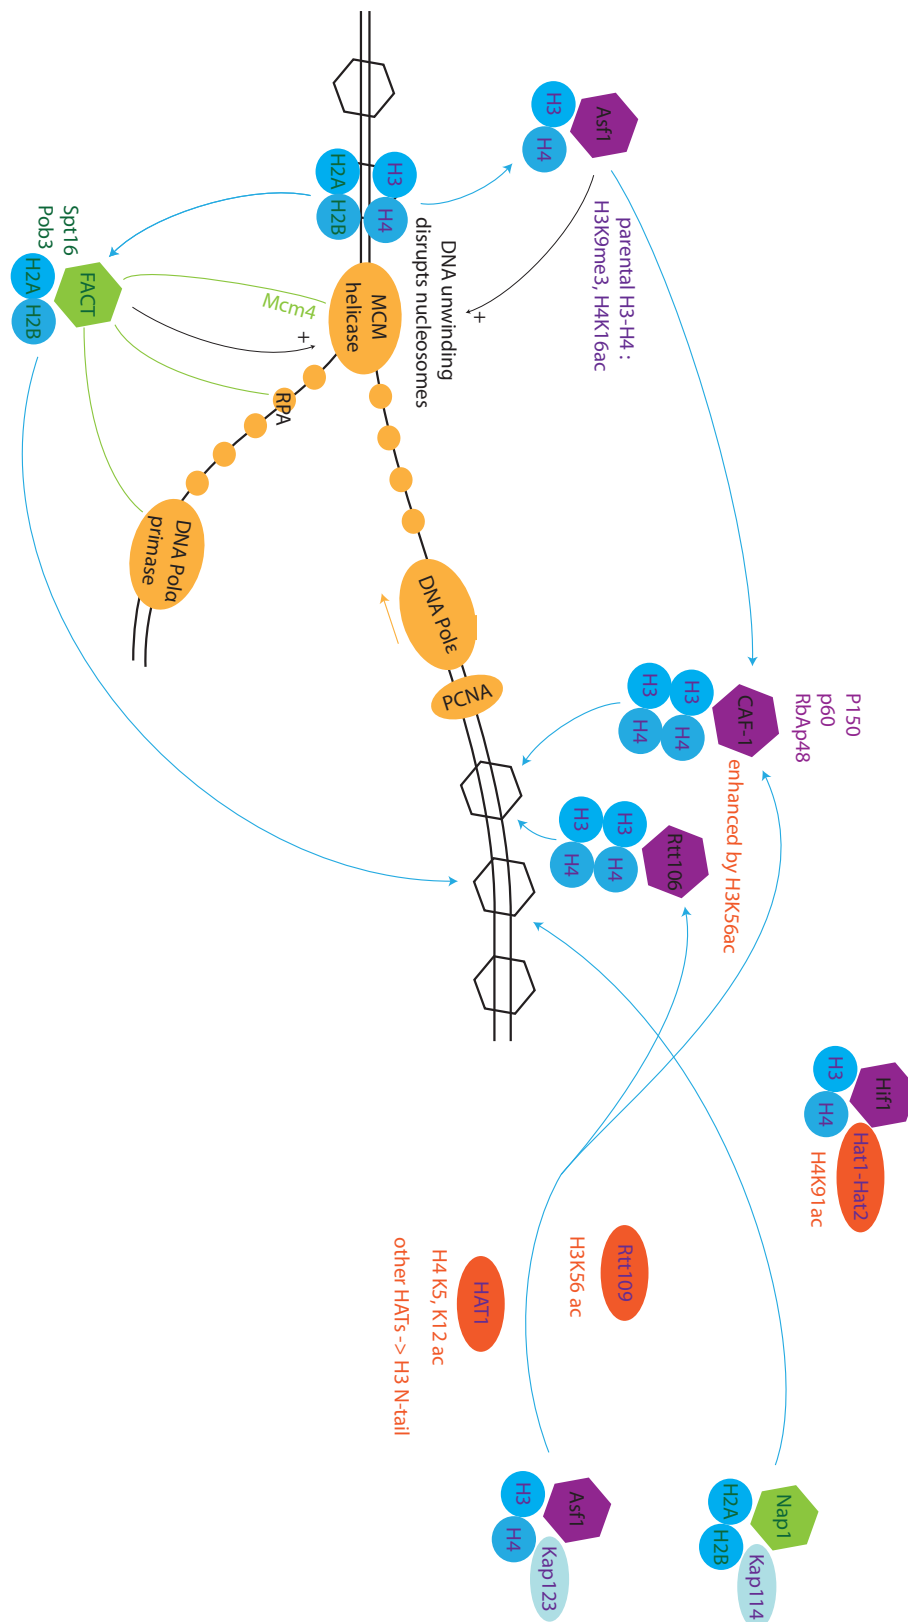 P150
p60
RbAp48
CAF-1
H3
H3
H4
H4
enhanced by H3K56ac
Rtt106
H3
H3
H4
H4
Asf1
H3
H4
parental H3-H4 :
H3K9me3, H4K16ac
+
DNA unwinding
disrupts nucleosomes
H3
H4
H2A
H2B
MCM
helicase
Mcm4
+
FACT
Spt16
Pob3
H2A
H2B
RPA
DNA Polα
primase
DNA Polε
PCNA
Hif1
H3
H4
Hat1-Hat2
H4K91ac
Rtt109
H3K56 ac
HAT1
H4 K5, K12 ac
other HATs -> H3 N-tail
Nap1
H2A
H2B
Kap114
Asf1
H3
H4
Kap123